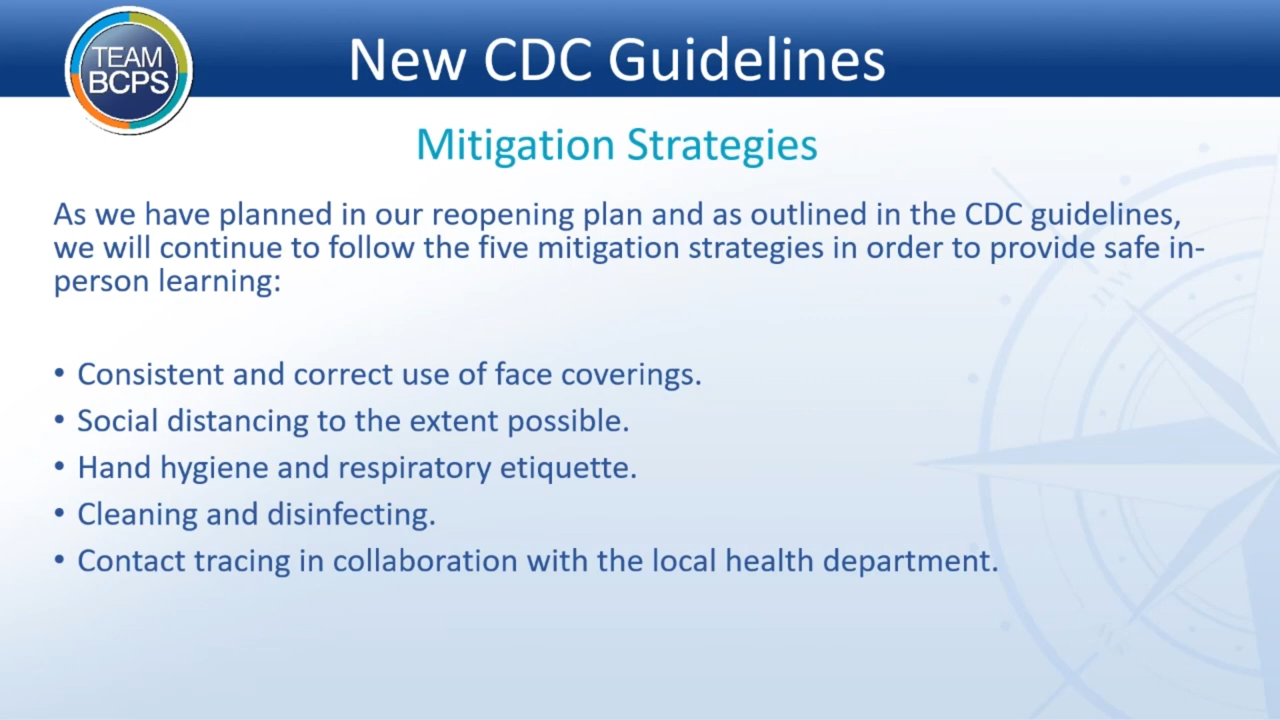 TEAM
BCPS
New CDC Guidelines
Mitigation Strategies
As we have planned in our reopening plan and as outlined in the CDC guidelines,
we will continue to follow the five mitigation strategies in order to provide safe in-
person learning:
• Consistent and correct use of face coverings.
• Social distancing to the extent possible.
• Hand hygiene and respiratory etiquette.
• Cleaning and disinfecting.
• Contact tracing in collaboration with the local health department.